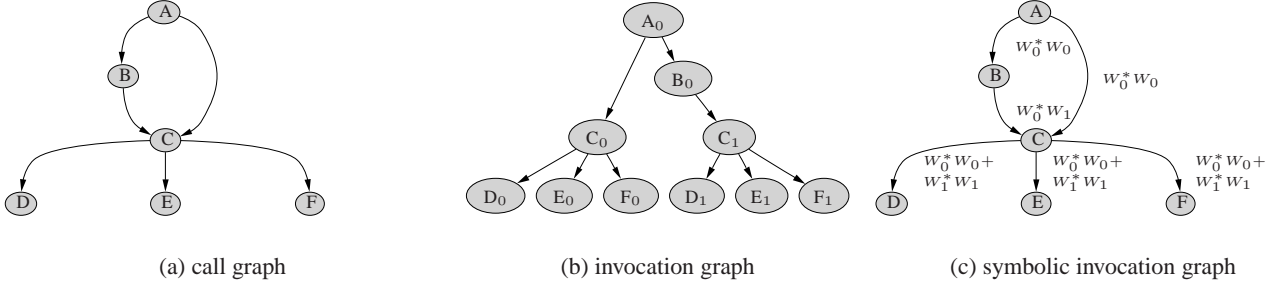 A
B
C
D
E
F
(a) call graph
A0
B0
C0
C1
D0
E0
F0
D1
E1
F1
(b) invocation graph
A
W0*W0
B
W0*W0
W0*W1
C
W0*W0+
W1*W1
W0*W0+
W1*W1
W0*W0+
W1*W1
D
E
F
(c) symbolic invocation graph